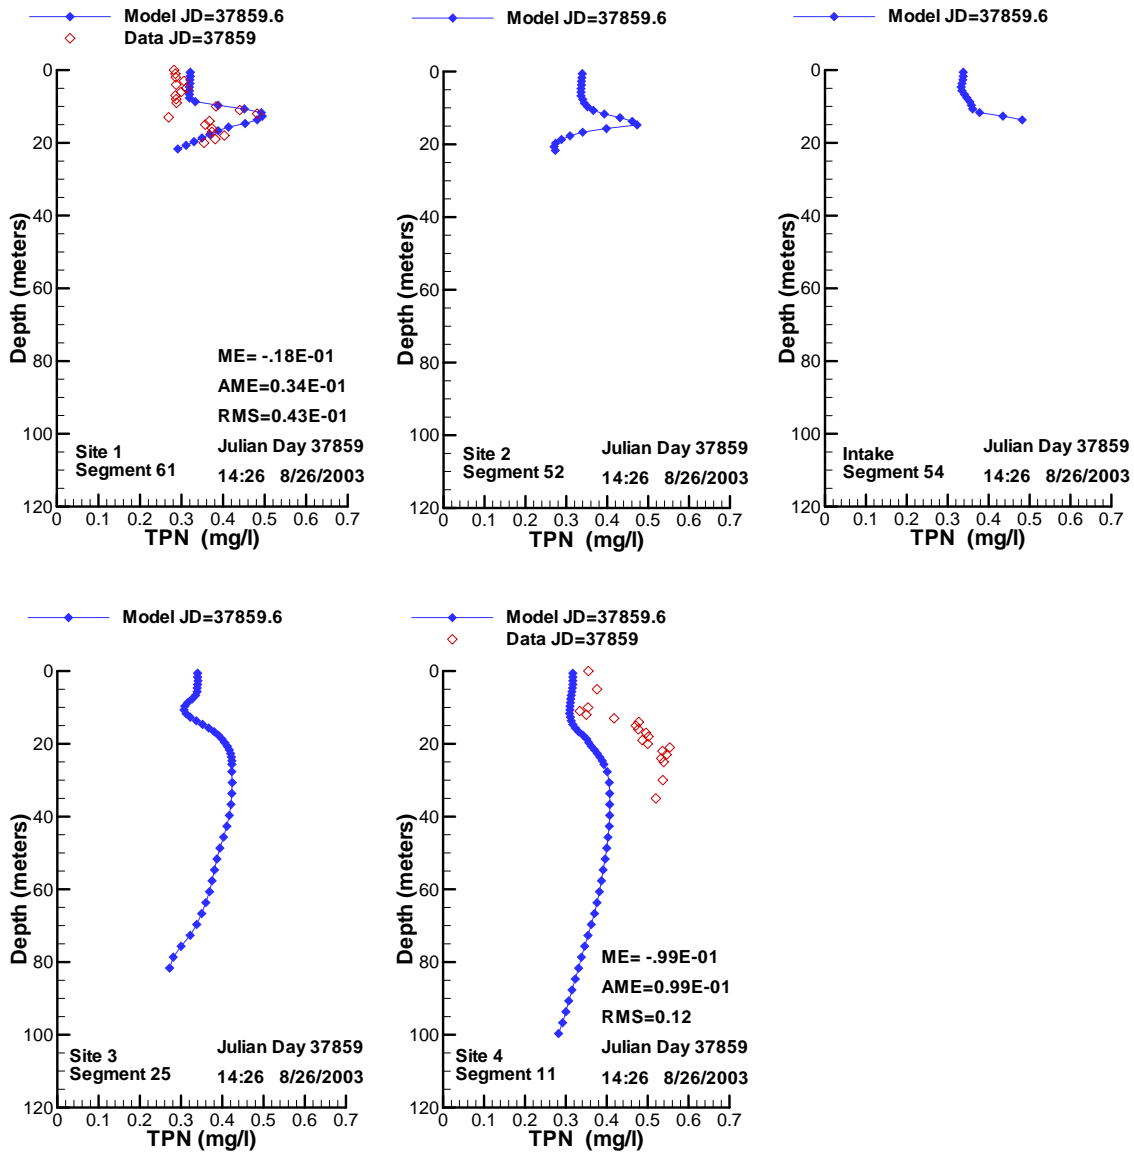 Model JD=37859.6
Data JD=37859
0
20
40
60
80
100
120
Depth (meters)
ME= -.18E-01
AME=0.34E-01
RMS=0.43E-01
Site 1
Segment 61
Julian Day 37859
14:26 8/26/2003
0 0.1 0.2 0.3 0.4 0.5 0.6 0.7
TPN (mg/l)
Model JD=37859.6
0
20
40
60
80
100
120
Depth (meters)
Site 2
Segment 52
Julian Day 37859
14:26 8/26/2003
0 0.1 0.2 0.3 0.4 0.5 0.6 0.7
TPN (mg/l)
Model JD=37859.6
0
20
40
60
80
100
120
Depth (meters)
Intake
Segment 54
Julian Day 37859
14:26 8/26/2003
0 0.1 0.2 0.3 0.4 0.5 0.6 0.7
TPN (mg/l)
Model JD=37859.6
0
20
40
60
80
100
120
Depth (meters)
Site 3
Segment 25
Julian Day 37859
14:26 8/26/2003
0 0.1 0.2 0.3 0.4 0.5 0.6 0.7
TPN (mg/l)
Model JD=37859.6
Data JD=37859
0
20
40
60
80
100
120
Depth (meters)
ME= -.99E-01
AME=0.99E-01
RMS=0.12
Site 4
Segment 11
Julian Day 37859
14:26 8/26/2003
0 0.1 0.2 0.3 0.4 0.5 0.6 0.7
TPN (mg/l)